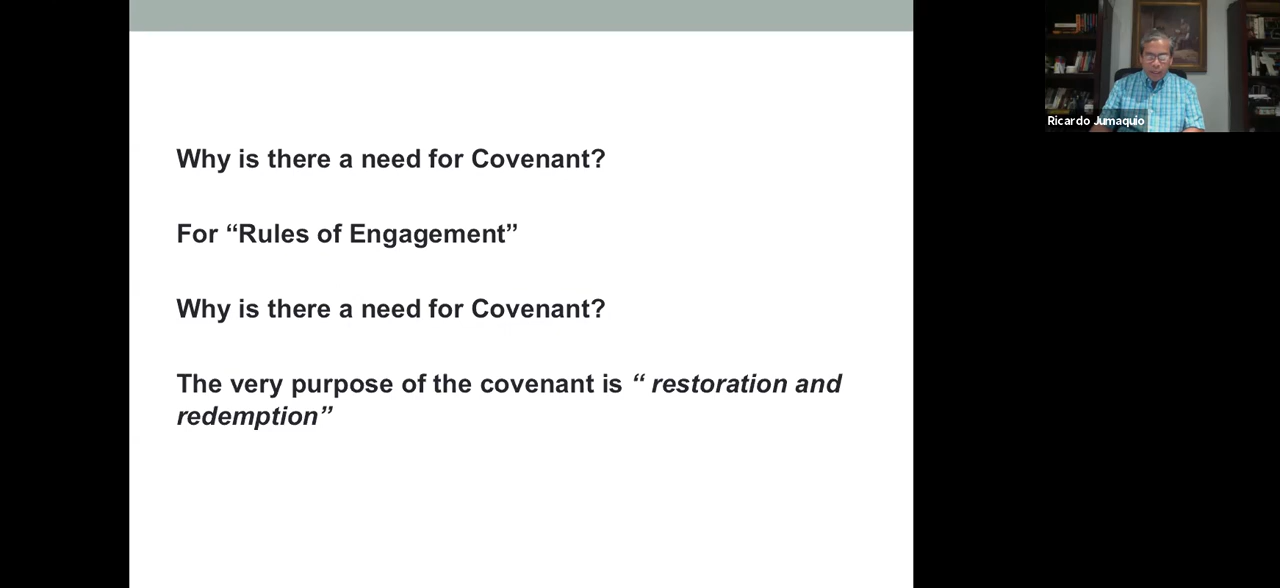 Why is there a need for Covenant?
For “Rules of Engagement”
Why is there a need for Covenant?
The very purpose of the covenant is “ restoration and
redemption”
Ricardo Jumaquio